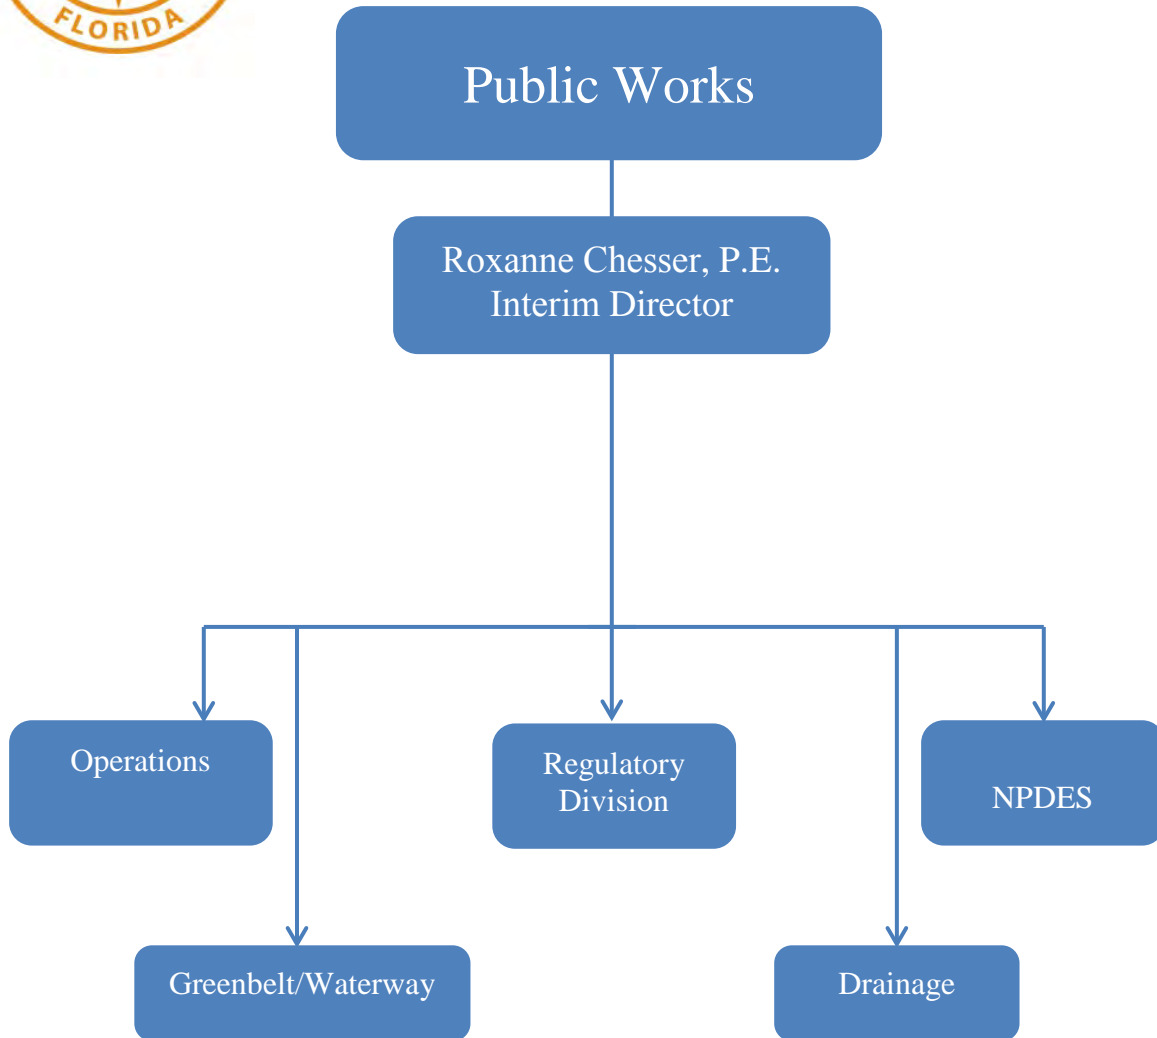 FLORIDA
Public Works
Roxanne Chesser, P.E.
Interim Director
Operations
Regulatory
Division
NPDES
Greenbelt/Waterway
Drainage